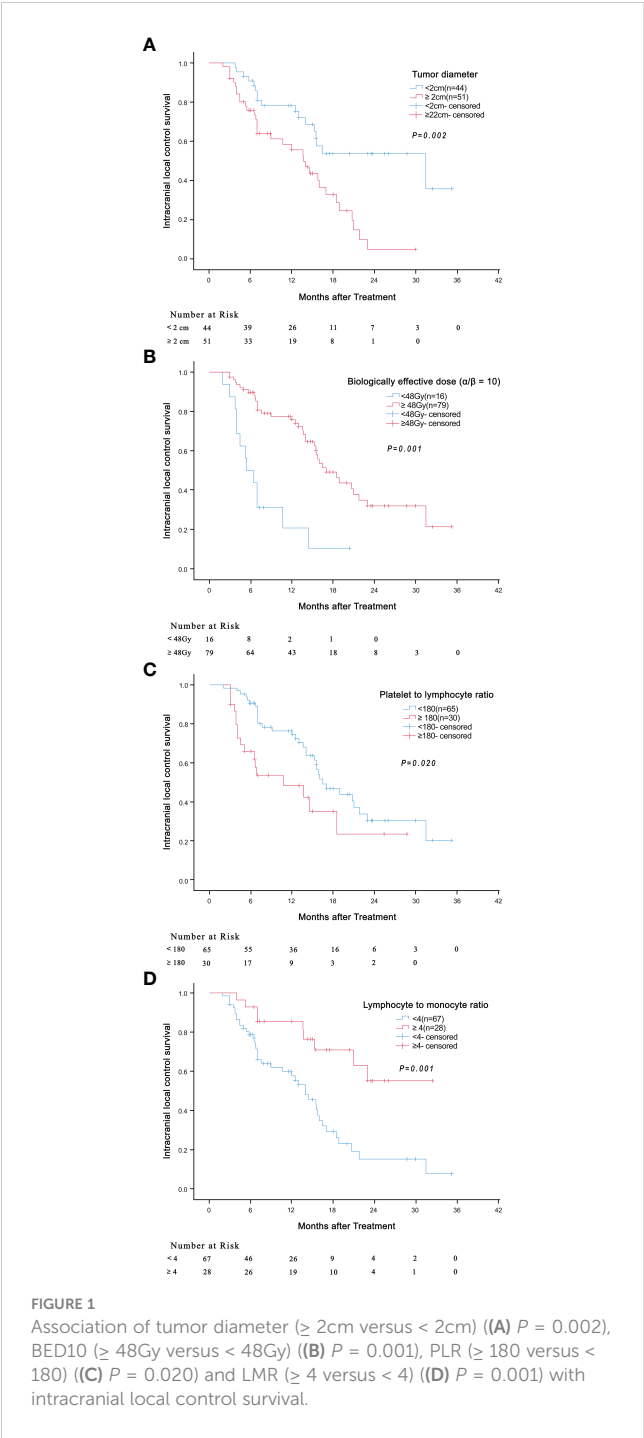 A
Intracranial local control survival
1.0
0.8
0.6
0.4
0.2
0.0
Tumor diameter
<2cm(n=44)
≥ 2cm(n=51)
<2cm- censored
≥22cm- censored
P=0.002
0 6 12 18 24 30 36 42
Months after Treatment
Number at Risk
< 2 cm 44 39 26 11 7 3 0
≥ 2 cm 51 33 19 8 1 0
B
Intracranial local control survival
1.0
0.8
0.6
0.4
0.2
0.0
Biologically effective dose (α/β = 10)
<48Gy(n=16)
≥ 48Gy(n=79)
<48Gy- censored
≥48Gy- censored
P=0.001
0 6 12 18 24 30 36 42
Months after Treatment
Number at Risk
< 48Gy 16 8 2 1 0
≥ 48Gy 79 64 43 18 8 3 0
C
Intracranial local control survival
1.0
0.8
0.6
0.4
0.2
0.0
Platelet to lymphocyte ratio
<180(n=65)
≥ 180(n=30)
<180- censored
≥180- censored
P=0.020
0 6 12 18 24 30 36 42
Months after Treatment
Number at Risk
< 180 65 55 36 16 6 3 0
≥ 180 30 17 9 3 2 0
D
Intracranial local control survival
1.0
0.8
0.6
0.4
0.2
0.0
Lymphocyte to monocyte ratio
<4(n=67)
≥ 4(n=28)
<4- censored
≥4- censored
P=0.001
0 6 12 18 24 30 36 42
Months after Treatment
Number at Risk
< 4 67 46 26 9 4 2 0
≥ 4 28 26 19 10 4 1 0
FIGURE 1
Association of tumor diameter (≥ 2cm versus < 2cm) ((A) P = 0.002),
BED10 (≥ 48Gy versus < 48Gy) ((B) P = 0.001), PLR (≥ 180 versus <
180) ((C) P = 0.020) and LMR (≥ 4 versus < 4) ((D) P = 0.001) with
intracranial local control survival.